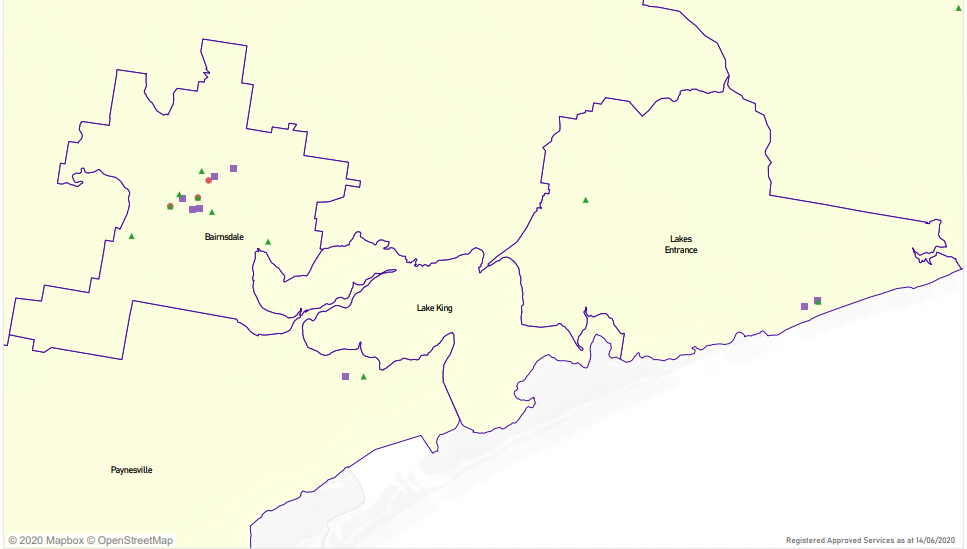 Bairnsdale
Lakes
Entrance
Lake King
Paynesville
© 2020 Mapbox © OpenStreetMap
Registered Approved Services as at 14/06/2020